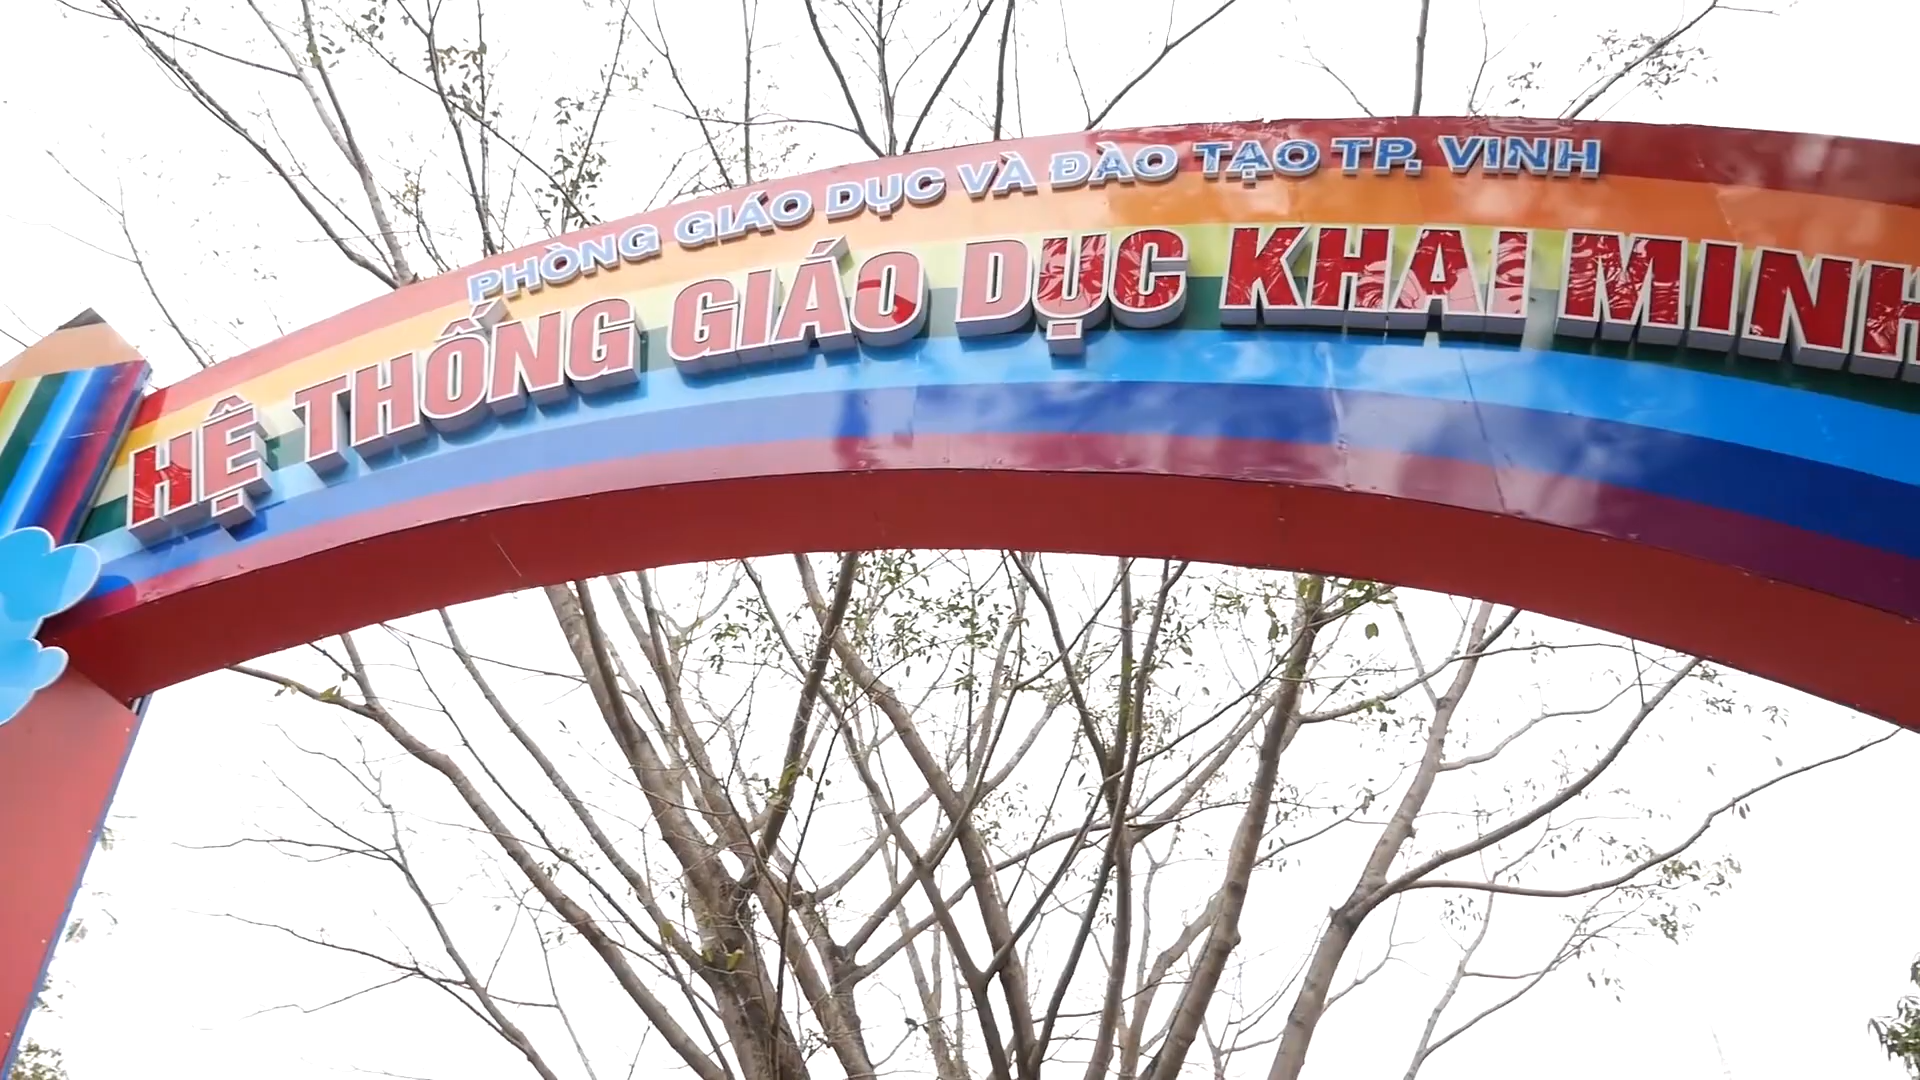 PHÒNG GIÁO DỤC VÀ ĐÀO TẠO TP. VINH
HỆ THỐNG GIÁO DỤC KHAI MINH